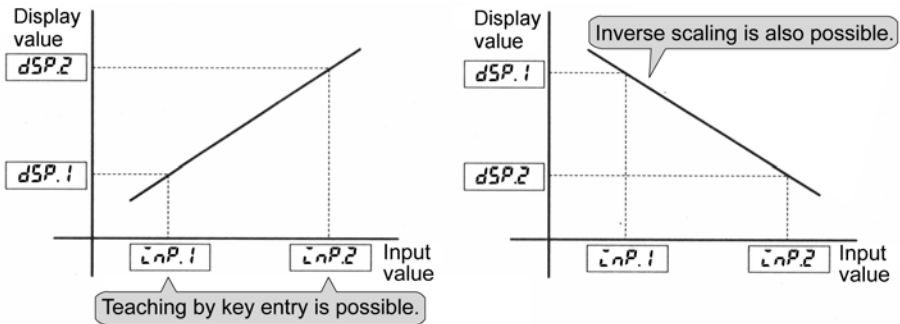 Display
value
dSP.2
dSP.1
inP.1
inP.2
Input
value
Teaching by key entry is possible.
Display
value
Inverse scaling is also possible.
dSP.1
dSP.2
inP.1
inP.2
Input
value